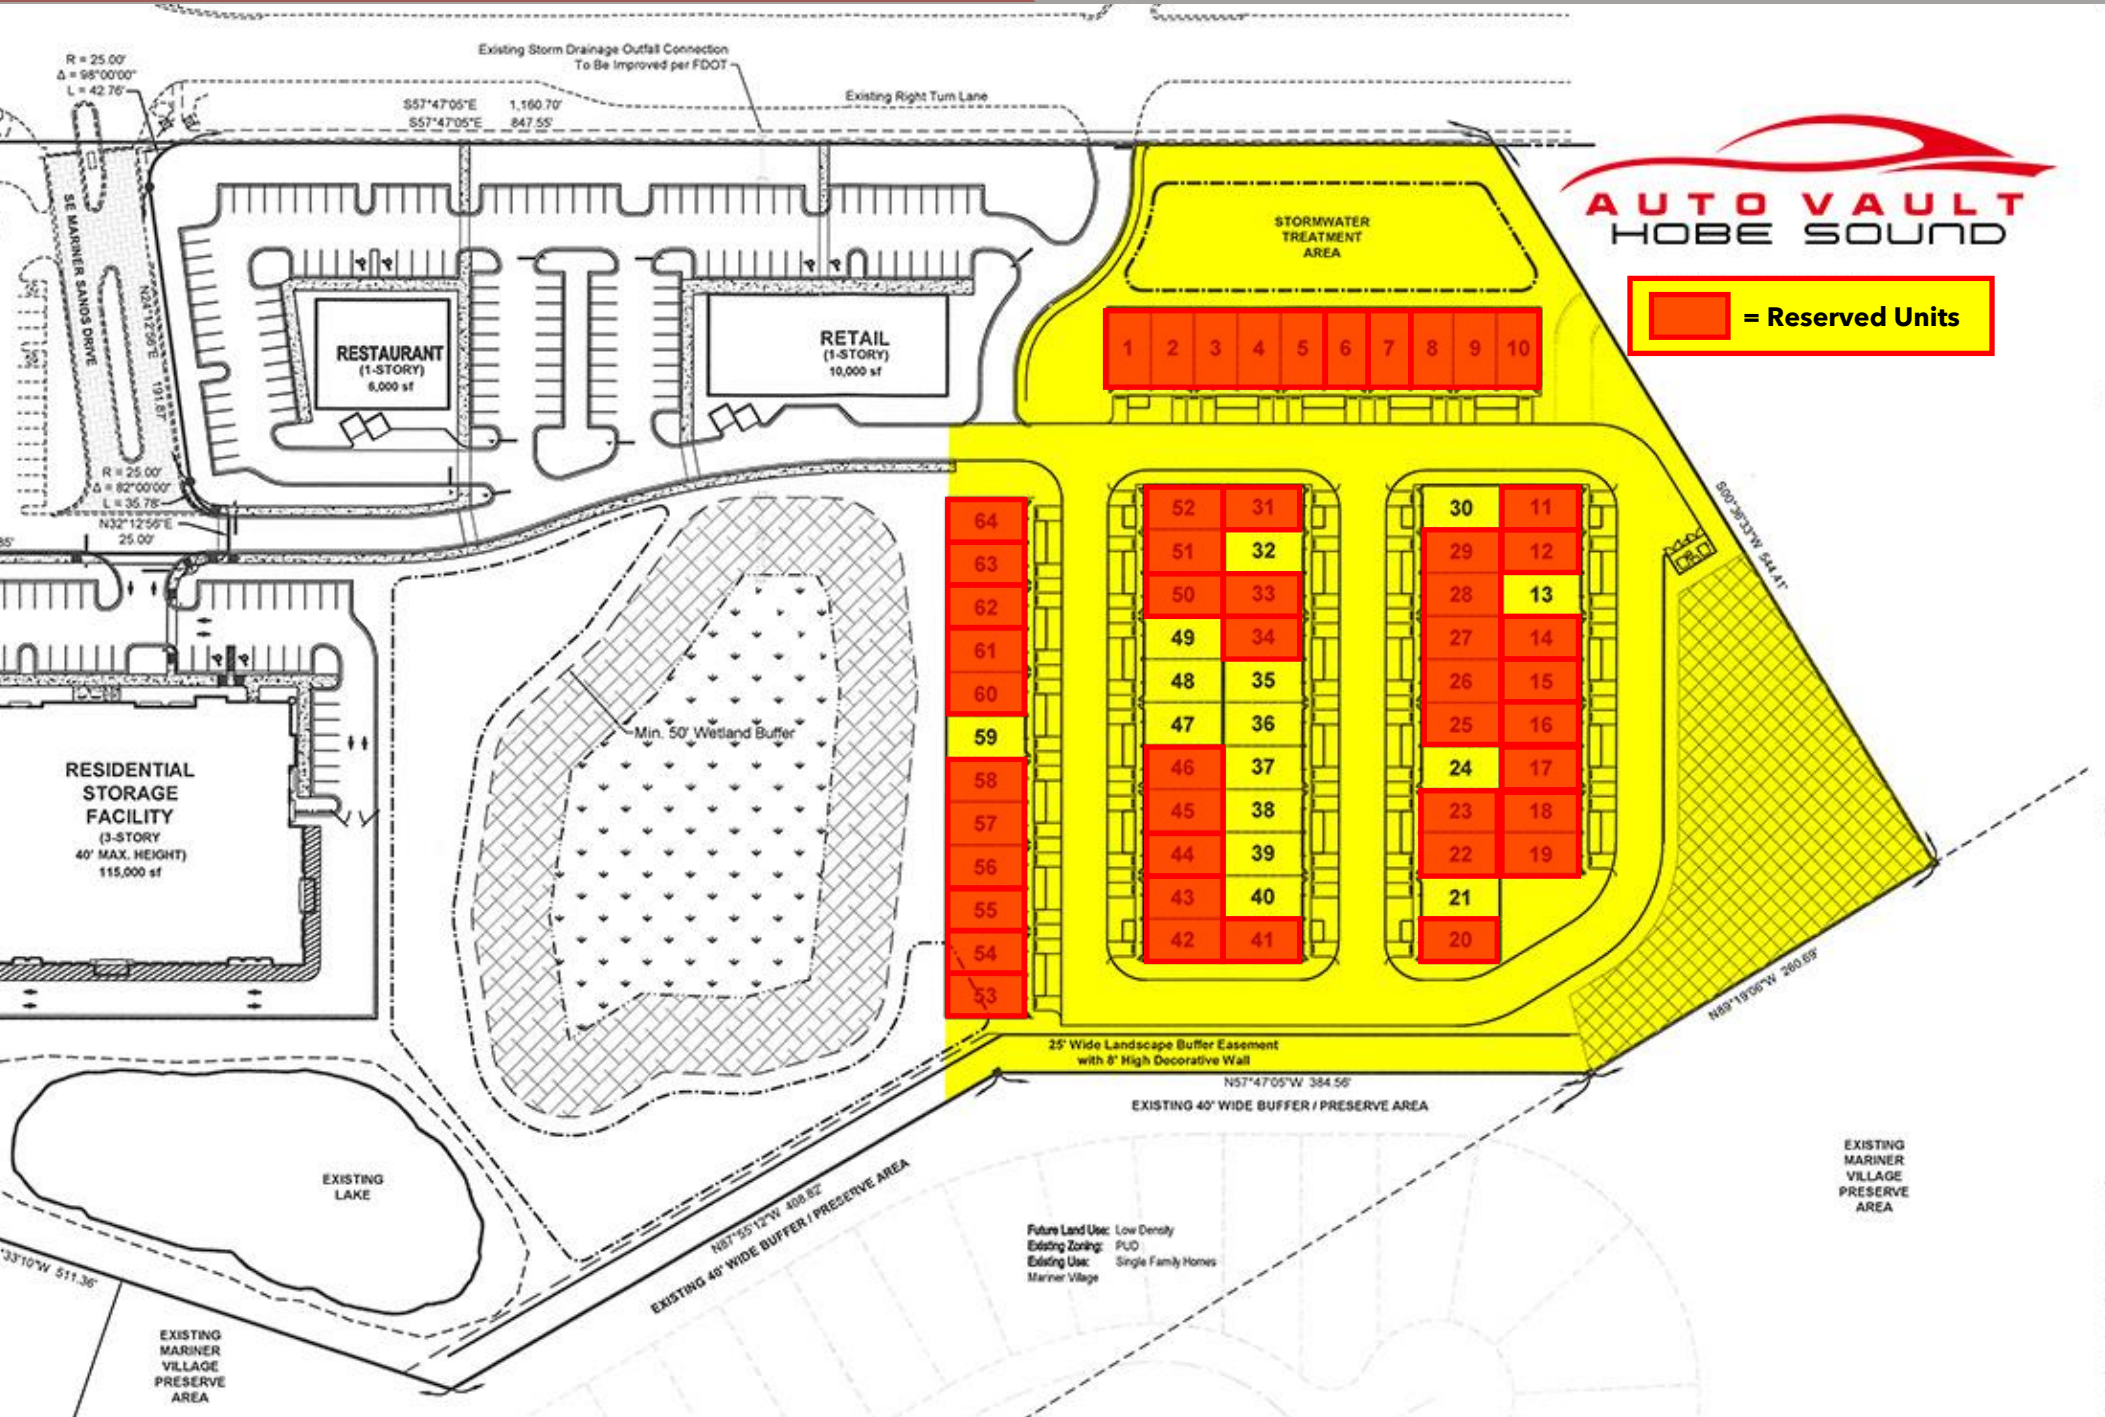 R = 25.00'
Δ = 98°00'00"
L = 42.76'
Existing Storm Drainage Outfall Connection
To Be Improved per FDOT
S57°47'05"E 1,160.70'
S57°47'05"E 847.55'
Existing Right Turn Lane
SE MARINER SANDS DRIVE
N24°12'56"E 191.87'
STORMWATER
TREATMENT
AREA
AUTO VAULT
HOBE SOUND
= Reserved Units
RESTAURANT
(1-STORY)
6,000 sf
RETAIL
(1-STORY)
10,000 sf
1 2 3 4 5 6 7 8 9 10
R = 25.00'
Δ = 82°00'00"
L = 35.78'
N32°12'56"E
25.00'
85'
S00°36'33"W 544.41'
64
63
62
61
60
59
58
57
56
55
54
53
52 31
51 32
50 33
49 34
48 35
47 36
46 37
45 38
44 39
43 40
42 41
30 11
29 12
28 13
27 14
26 15
25 16
24 17
23 18
22 19
21
20
Min. 50' Wetland Buffer
RESIDENTIAL
STORAGE
FACILITY
(3-STORY
40' MAX. HEIGHT)
115,000 sf
N89°19'06"W 260.69'
25' Wide Landscape Buffer Easement
with 8' High Decorative Wall
N57°47'05"W 384.56'
EXISTING 40' WIDE BUFFER / PRESERVE AREA
EXISTING
MARINER
VILLAGE
PRESERVE
AREA
EXISTING
LAKE
N87°55'12"W 498.82'
EXISTING 40' WIDE BUFFER / PRESERVE AREA
Future Land Use: Low Density
Existing Zoning: PUD
Existing Use: Single Family Homes
Mariner Village
°33'10"W 511.36'
EXISTING
MARINER
VILLAGE
PRESERVE
AREA